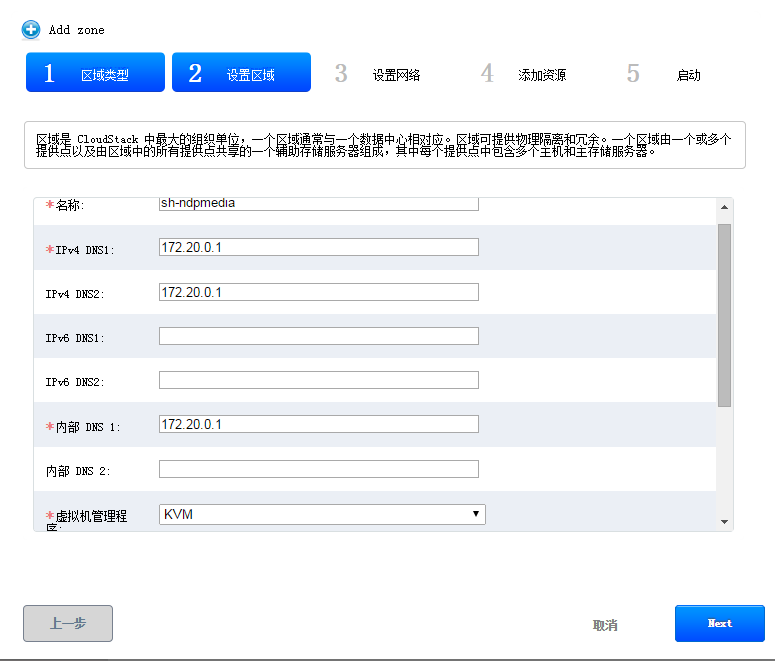 Add zone
1 区域类型 2 设置区域 3 设置网络 4 添加资源 5 启动
区域是 CloudStack 中最大的组织单位，一个区域通常与一个数据中心相对应。区域可提供物理隔离和冗余。一个区域由一个或多个
提供点以及由区域中的所有提供点共享的一个辅助存储服务器组成，其中每个提供点中包含多个主机和主存储服务器。
*名称: sh-ndpmedia
*IPv4 DNS1: 172.20.0.1
IPv4 DNS2: 172.20.0.1
IPv6 DNS1:
IPv6 DNS2:
*内部 DNS 1: 172.20.0.1
内部 DNS 2:
*虚拟机管理程 KVM
序:
上一步 取消 Next